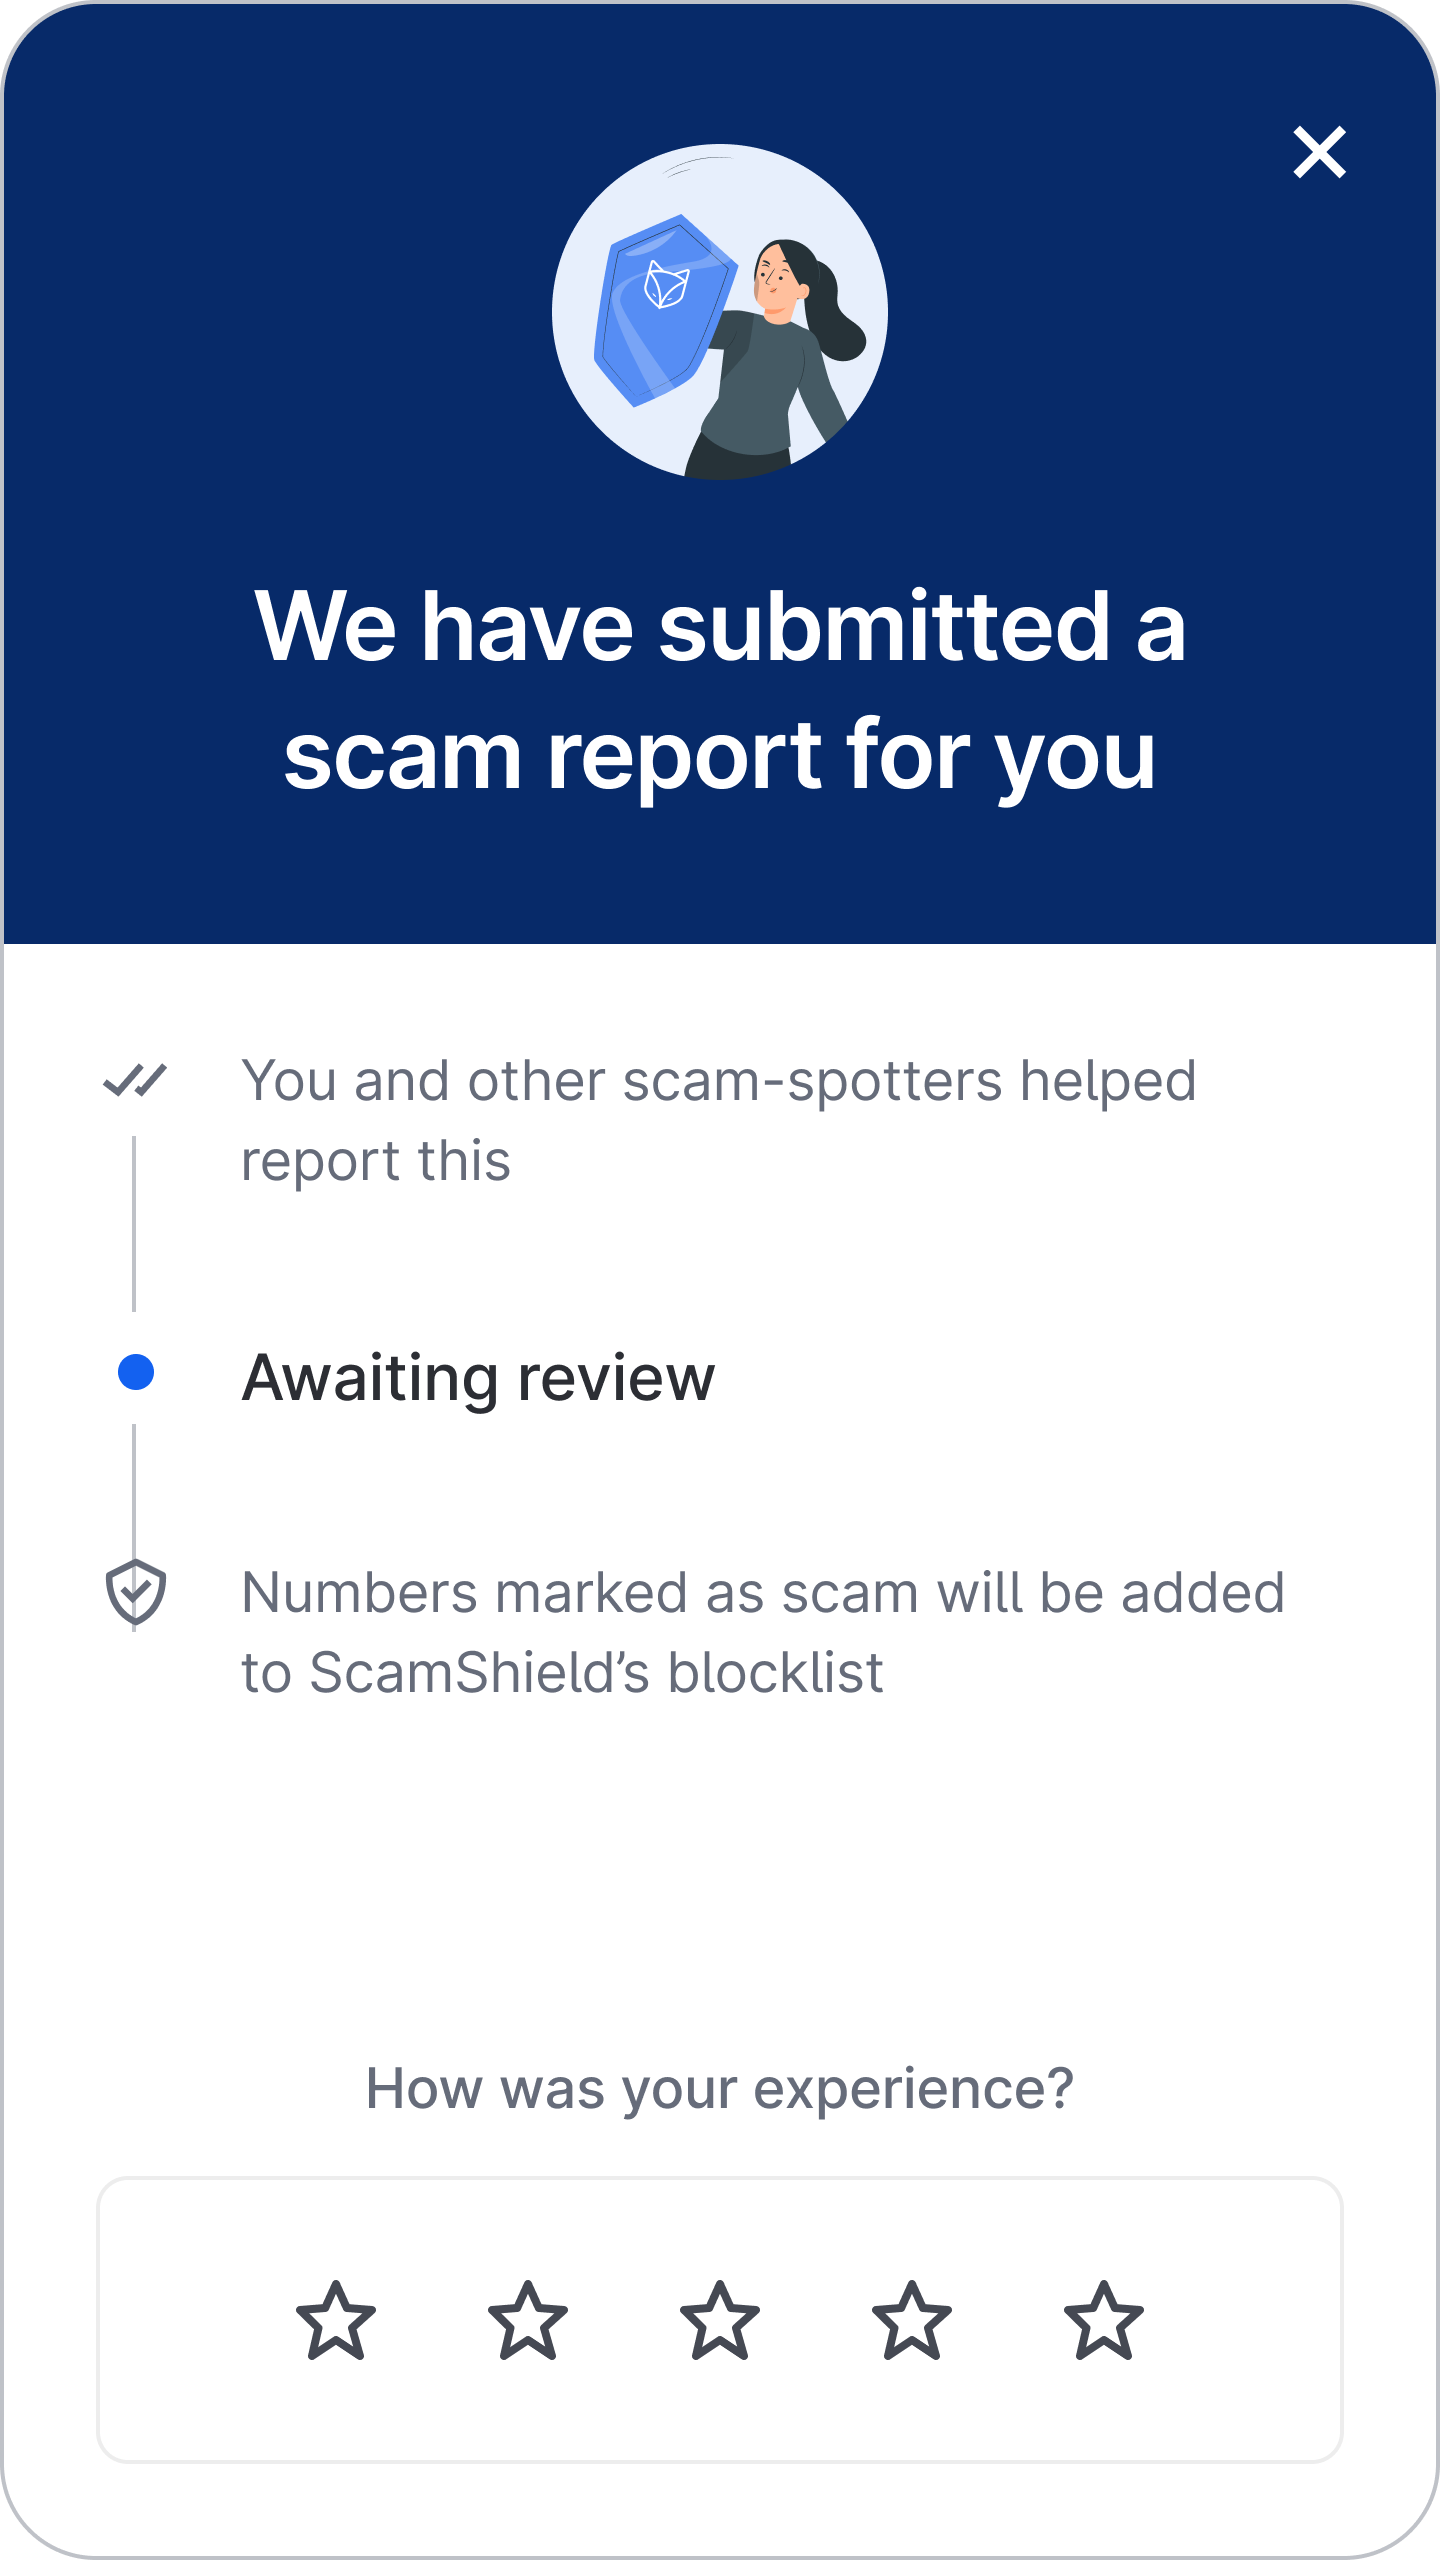 We have submitted a
scam report for you
You and other scam-spotters helped
report this
Awaiting review
Numbers marked as scam will be added
to ScamShield’s blocklist
How was your experience?